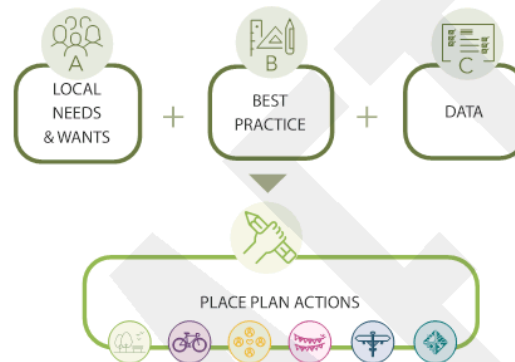 A
B
C
LOCAL
NEEDS
& WANTS
+
BEST
PRACTICE
+
DATA
PLACE PLAN ACTIONS